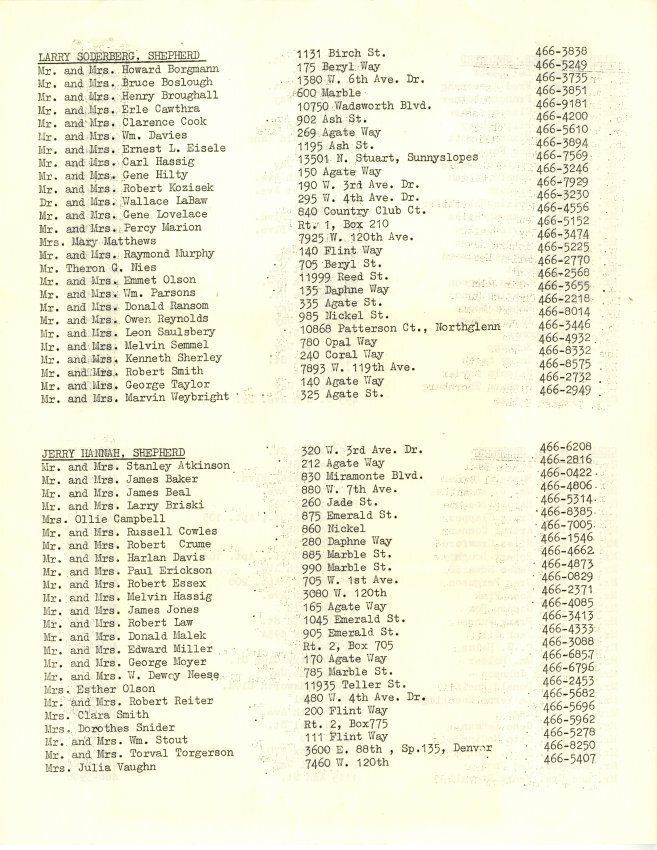 LARRY SODERBERG, SHEPHERD 1131 Birch St. 466-3838
Mr. and Mrs. Howard Borgmann 175 Beryl Way 466-5249
Mr. and Mrs. Bruce Boslough 1380 W. 6th Ave. Dr. 466-3735
Mr. and Mrs. Henry Broughall 600 Marble 466-3851
Mr. and Mrs. Erle Cawthra 10750 Wadsworth Blvd. 466-9181
Mr. and Mrs. Clarence Cook 902 Ash St. 466-4200
Mr. and Mrs. Wm. Davies 269 Agate Way 466-5610
Mr. and Mrs. Ernest L. Eisele 1195 Ash St. 466-3894
Mr. and Mrs. Carl Hassig 13501 N. Stuart, Sunnyslopes 466-7569
Mr. and Mrs. Gene Hilty 150 Agate Way 466-3246
Mr. and Mrs. Robert Kozisek 190 W. 3rd Ave. Dr. 466-7929
Dr. and Mrs. Wallace LaBaw 295 W. 4th Ave. Dr. 466-3230
Mr. and Mrs. Gene Lovelace 840 Country Club Ct. 466-4556
Mr. and Mrs. Percy Marion Rt. 1, Box 210 466-5152
Mrs. Mary Matthews 7925 W. 120th Ave. 466-3474
Mr. and Mrs. Raymond Murphy 140 Flint Way 466-5225
Mr. Theron G. Nies 705 Beryl St. 466-2770
Mr. and Mrs. Emmet Olson 11999 Reed St. 466-2568
Mr. and Mrs. Wm. Parsons 135 Daphne Way 466-3655
Mr. and Mrs. Donald Ransom 335 Agate St. 466-2218
Mr. and Mrs. Owen Reynolds 985 Nickel St. 466-8014
Mr. and Mrs. Leon Saulsbery 10868 Patterson Ct., Northglenn 466-3446
Mr. and Mrs. Melvin Semmel 780 Opal Way 466-4932
Mr. and Mrs. Kenneth Sherley 240 Coral Way 466-8332
Mr. and Mrs. Robert Smith 7893 W. 119th Ave. 466-8575
Mr. and Mrs. George Taylor 140 Agate Way 466-2732
Mr. and Mrs. Marvin Weybright 325 Agate St. 466-2949
JERRY HANNAH, SHEPHERD 320 W. 3rd Ave. Dr. 466-6208
Mr. and Mrs. Stanley Atkinson 212 Agate Way 466-2816
Mr. and Mrs. James Baker 830 Miramonte Blvd. 466-0422
Mr. and Mrs. James Beal 880 W. 7th Ave. 466-4806
Mr. and Mrs. Larry Briski 260 Jade St. 466-5314
Mrs. Ollie Campbell 875 Emerald St. 466-8385
Mr. and Mrs. Russell Cowles 860 Nickel 466-7005
Mr. and Mrs. Robert Crume 280 Daphne Way 466-1546
Mr. and Mrs. Harlan Davis 885 Marble St. 466-4662
Mr. and Mrs. Paul Erickson 990 Marble St. 466-4873
Mr. and Mrs. Robert Essex 705 W. 1st Ave. 466-0829
Mr. and Mrs. Melvin Hassig 3080 W. 120th 466-2371
Mr. and Mrs. James Jones 165 Agate Way 466-4085
Mr. and Mrs. Robert Law 1045 Emerald St. 466-3413
Mr. and Mrs. Donald Malek 905 Emerald St. 466-4333
Mr. and Mrs. Edward Miller Rt. 2, Box 705 466-3088
Mr. and Mrs. George Moyer 170 Agate Way 466-6857
Mr. and Mrs. W. Dewey Neese 785 Marble St. 466-6796
Mrs. Esther Olson 11935 Teller St. 466-2453
Mr. and Mrs. Robert Reiter 480 W. 4th Ave. Dr. 466-5682
Mrs. Clara Smith 200 Flint Way 466-5696
Mrs. Dorothes Snider Rt. 2, Box775 466-5962
Mr. and Mrs. Wm. Stout 111 Flint Way 466-5278
Mr. and Mrs. Torval Torgerson 3600 E. 88th , Sp.135, Denver 466-8250
Mrs. Julia Vaughn 7460 W. 120th 466-5407